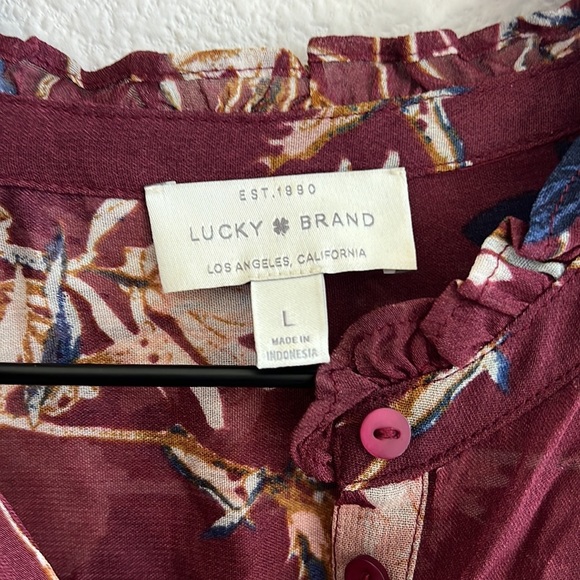 EST.1990
LUCKY BRAND
LOS ANGELES, CALIFORNIA
L
MADE IN
INDONESIA